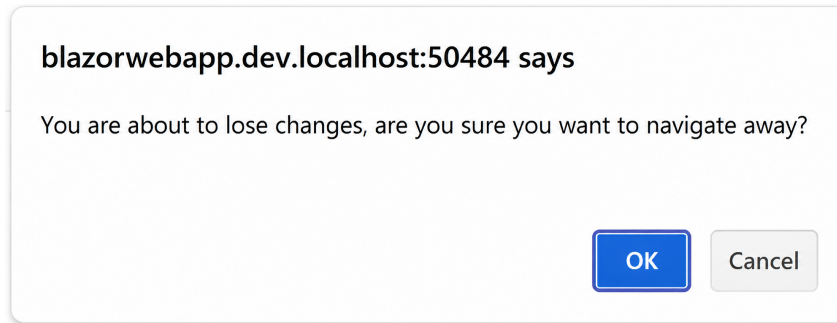 blazorwebapp.dev.localhost:50484 says
You are about to lose changes, are you sure you want to navigate away?
OK
Cancel